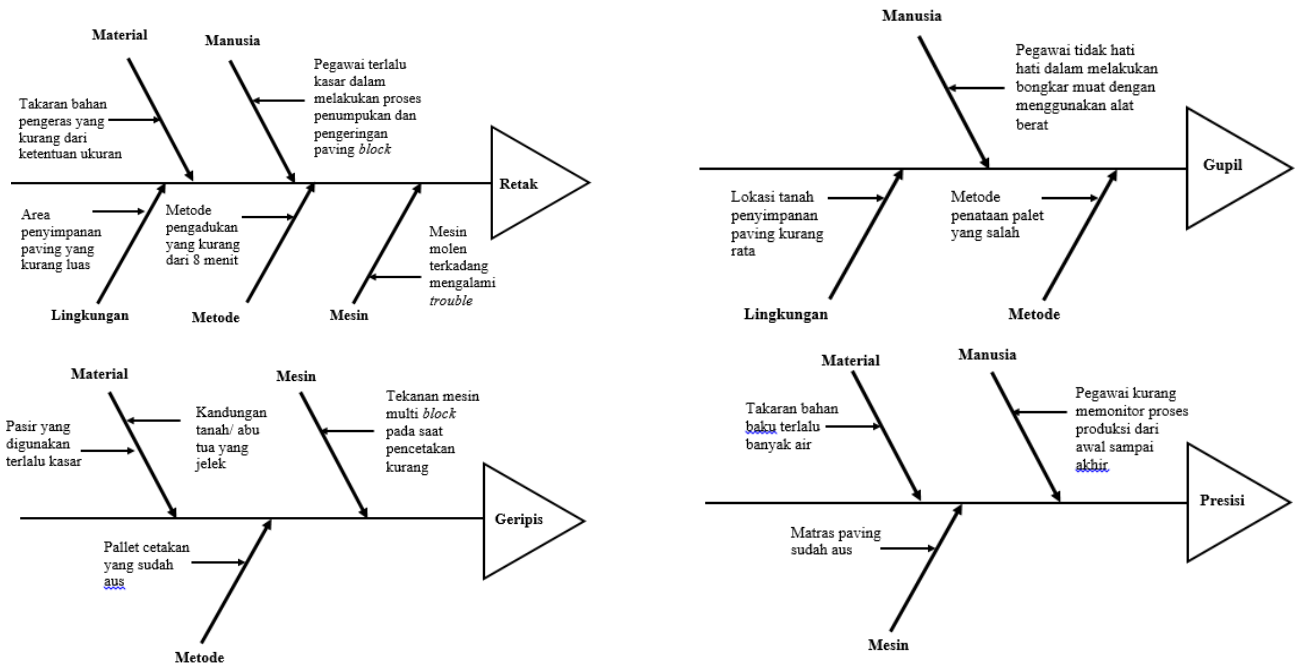 Material
Manusia
Takaran bahan
pengeras yang
kurang dari
ketentuan ukuran
Pegawai terlalu
kasar dalam
melakukan proses
penumpukan dan
pengeringan
paving block
Retak
Area
penyimpanan
paving yang
kurang luas
Metode
pengadukan
yang kurang
dari 8 menit
Mesin
molen
terkadang
mengalami
trouble
Lingkungan
Metode
Mesin
Manusia
Pegawai tidak hati
hati dalam melakukan
bongkar muat dengan
menggunakan alat
berat
Gupil
Lokasi tanah
penyimpanan
paving kurang
rata
Metode
penataan palet
yang salah
Lingkungan
Metode
Material
Mesin
Pasir yang
digunakan
terlalu kasar
Kandungan
tanah/ abu
tua yang
jelek
Tekanan mesin
multi block
pada saat
pencetakan
kurang
Geripis
Pallet cetakan
yang sudah
aus
Metode
Material
Manusia
Takaran bahan
baku terlalu
banyak air
Pegawai kurang
memonitor proses
produksi dari
awal sampai
akhir
Presisi
Matras paving
sudah aus
Mesin